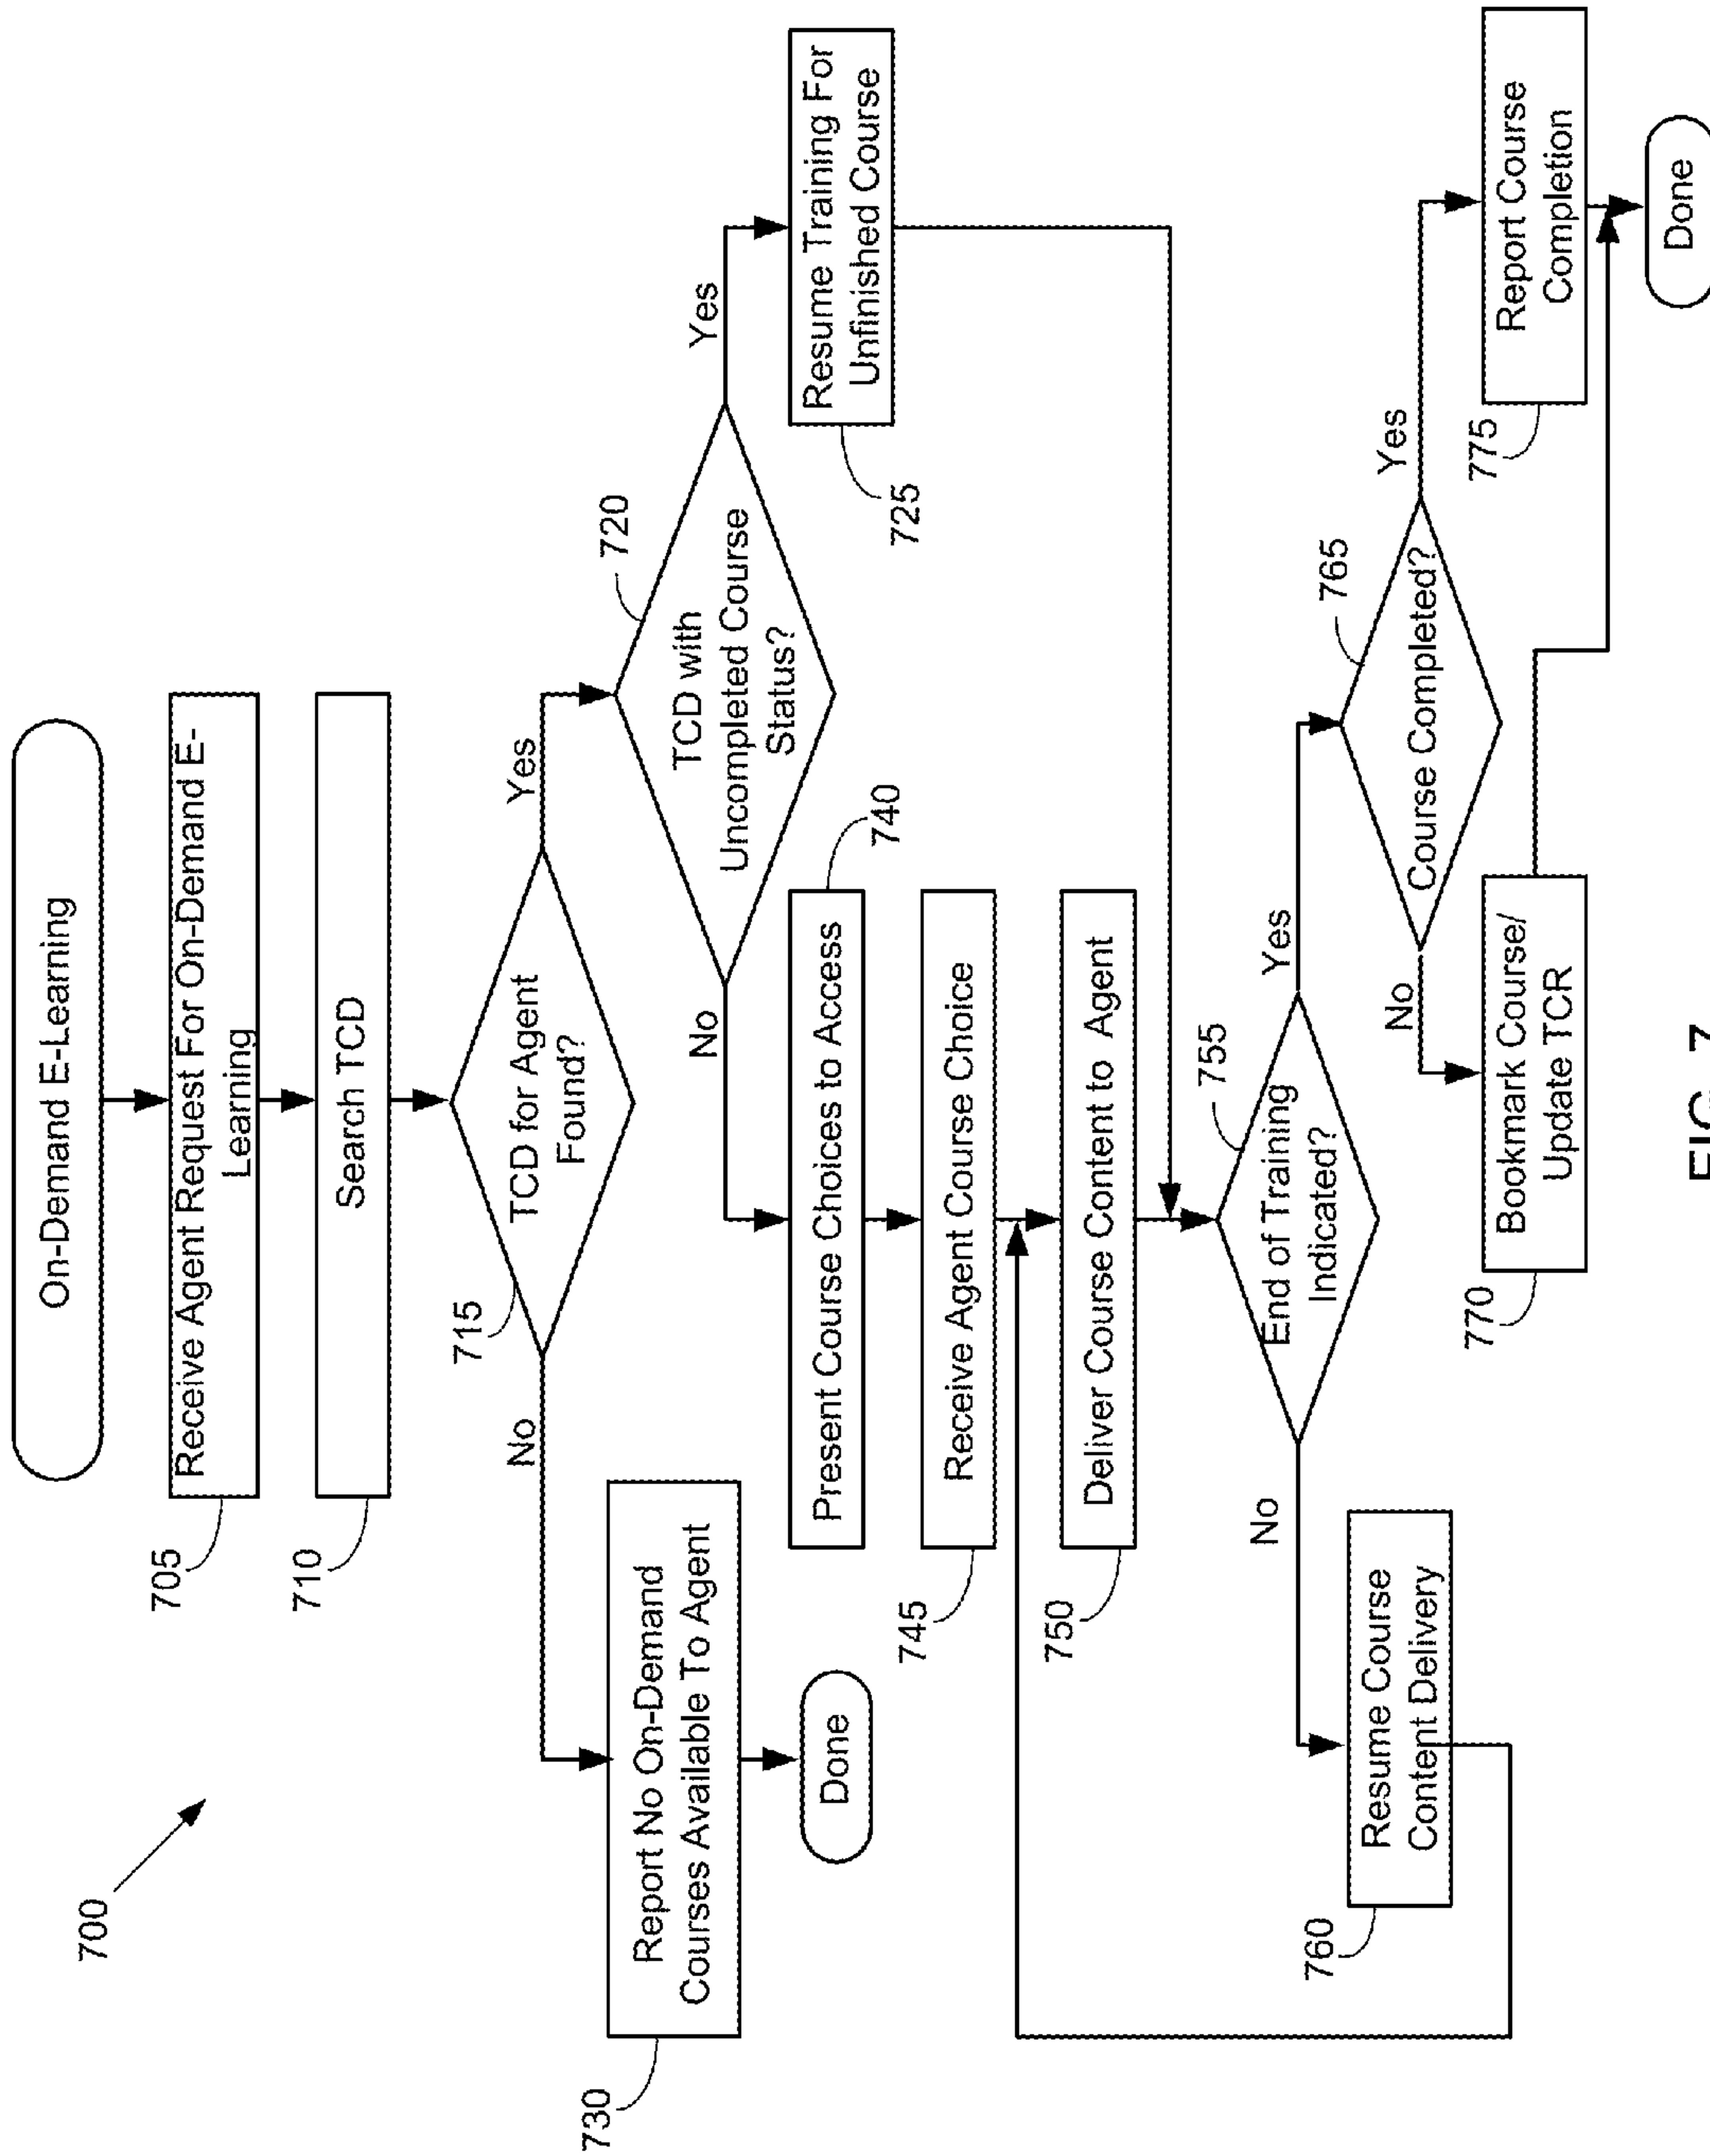 700
On-Demand E-Learning
705
Receive Agent Request For On-Demand E-
Learning
710
Search TCD
715
TCD for Agent
Found?
No
Yes
730
Report No On-Demand
Courses Available To Agent
Done
720
TCD with
Uncompleted Course
Status?
No
Yes
725
Resume Training For
Unfinished Course
740
Present Course Choices to Access
745
Receive Agent Course Choice
750
Deliver Course Content to Agent
755
End of Training
Indicated?
No
Yes
760
Resume Course
Content Delivery
765
Course Completed?
No
Yes
770
Bookmark Course/
Update TCR
775
Report Course
Completion
Done
FIG. 7